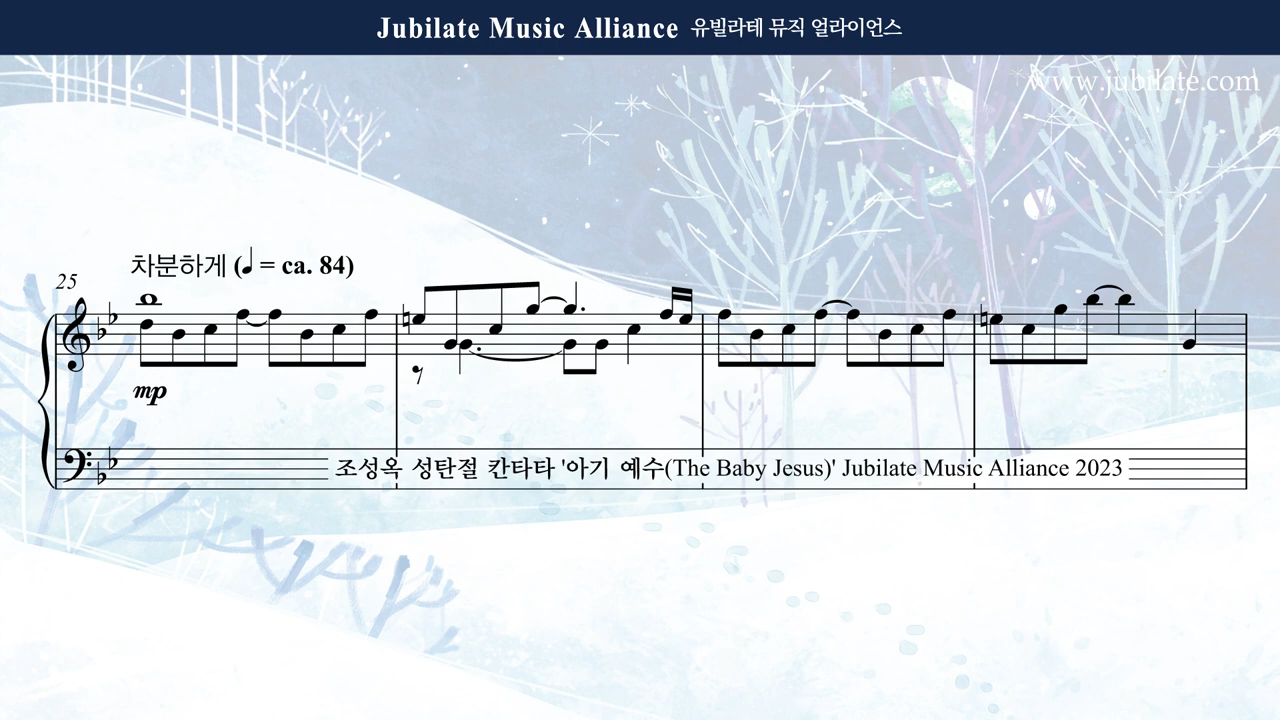 Jubilate Music Alliance 유빌라테 뮤직 얼라이언스
www.jubilate.com
차분하게 (♩ = ca. 84)
25
mp
조성옥 성탄절 칸타타 '아기 예수(The Baby Jesus)' Jubilate Music Alliance 2023